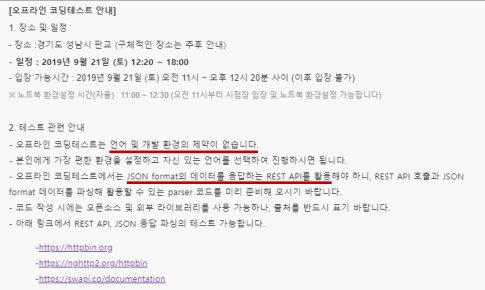 [오프라인 코딩테스트 안내]
1. 장소 및 일정
- 장소 :경기도 성남시 판교 (구체적인 장소는 추후 안내)
- 일정 : 2019년 9월 21일 (토) 12:20 ~ 18:00
- 입장 가능시간 : 2019년 9월 21일 (토) 오전 11시 ~ 오후 12시 20분 사이 (이후 입장 불가)
※ 노트북 환경설정 시간(자율) : 11:00 ~ 12:30 (오전 11시부터 시험장 입장 및 노트북 환경설정 가능합니다)
2. 테스트 관련 안내
- 오프라인 코딩테스트는 언어 및 개발 환경의 제약이 없습니다.
- 본인에게 가장 편한 환경을 설정하고 자신 있는 언어를 선택하여 진행하시면 됩니다.
- 오프라인 코딩테스트에서는 JSON format의 데이터를 응답하는 REST API를 활용해야 하니, REST API 호출과 JSON
format 데이터를 파싱해 활용할 수 있는 parser 코드를 미리 준비해 오시기 바랍니다.
- 코드 작성 시에는 오픈소스 및 외부 라이브러리를 사용 가능하나, 출처를 반드시 표기 바랍니다.
- 아래 링크에서 REST API, JSON 응답 파싱의 테스트 가능합니다.
-https://httpbin.org
-https://nghttp2.org/httpbin
-https://swapi.co/documentation